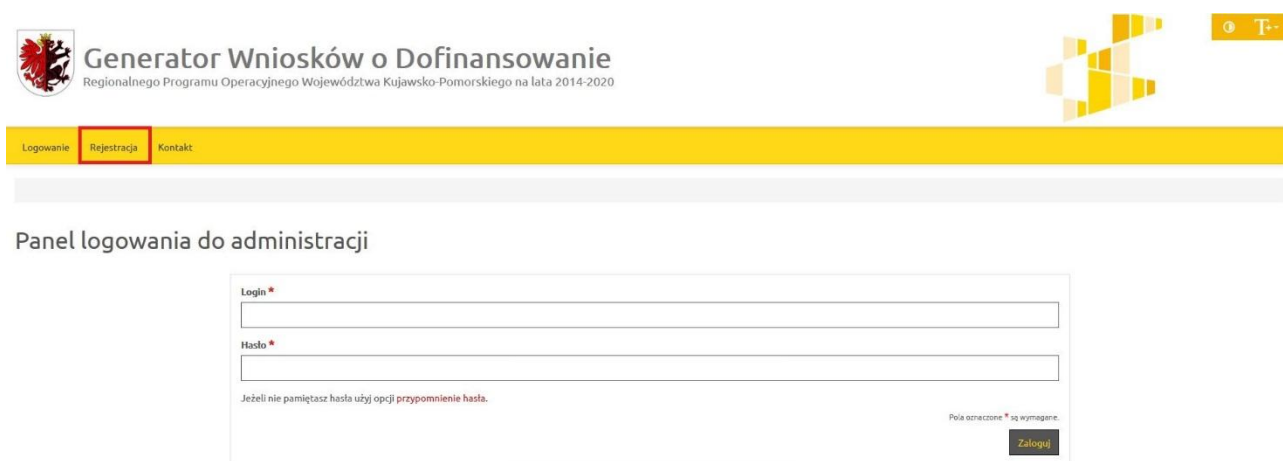 Generator Wniosków o Dofinansowanie
Regionalnego Programu Operacyjnego Województwa Kujawsko-Pomorskiego na lata 2014-2020
T+-
Logowanie Rejestracja Kontakt
Panel logowania do administracji
Login *
Hasło *
Jeżeli nie pamiętasz hasła użyj opcji przypomnienie hasła.
Pola oznaczone * są wymagane.
Zaloguj